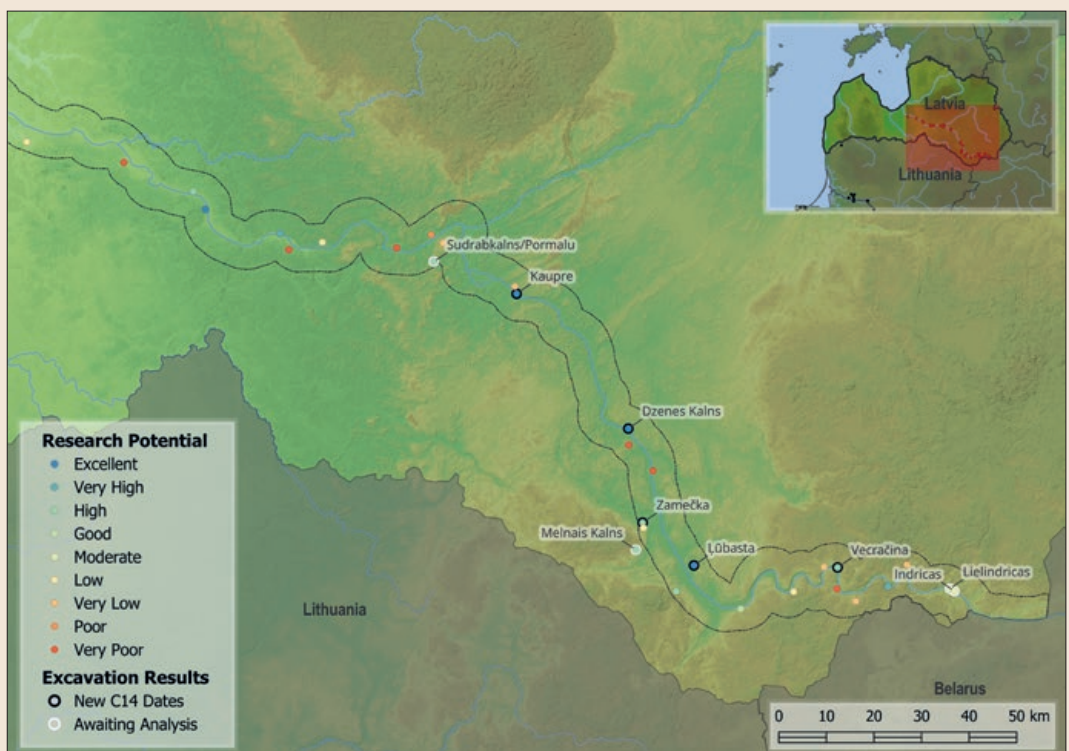 Latvia
Lithuania
Sudrabkalns/Pormalu
Kaupre
Dzenes Kalns
Zamečka
Melnais Kalns
Ļūbasta
Vecračina
Indricas
Lielindricas
Lithuania
Belarus
Research Potential
Excellent
Very High
High
Good
Moderate
Low
Very Low
Poor
Very Poor
Excavation Results
New C14 Dates
Awaiting Analysis
0 10 20 30 40 50 km